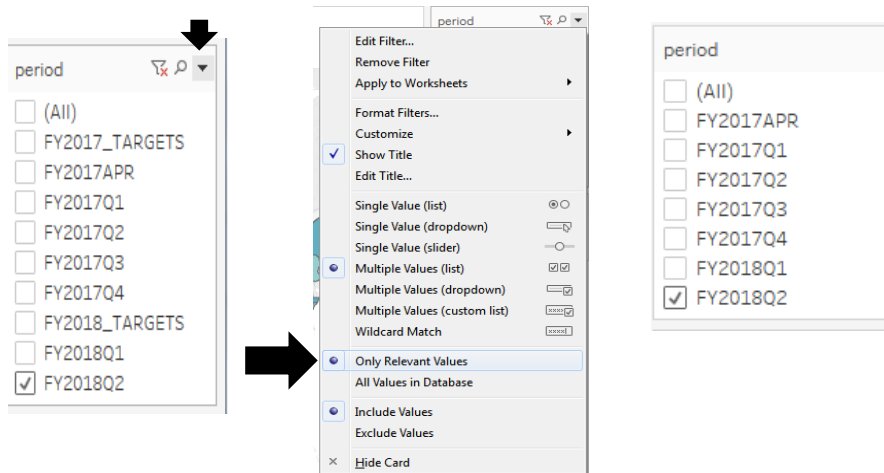 period
(All)
FY2017_TARGETS
FY2017APR
FY2017Q1
FY2017Q2
FY2017Q3
FY2017Q4
FY2018_TARGETS
FY2018Q1
FY2018Q2
period
Edit Filter...
Remove Filter
Apply to Worksheets
Format Filters...
Customize
Show Title
Edit Title...
Single Value (list)
Single Value (dropdown)
Single Value (slider)
Multiple Values (list)
Multiple Values (dropdown)
Multiple Values (custom list)
Wildcard Match
Only Relevant Values
All Values in Database
Include Values
Exclude Values
Hide Card
period
(All)
FY2017APR
FY2017Q1
FY2017Q2
FY2017Q3
FY2017Q4
FY2018Q1
FY2018Q2